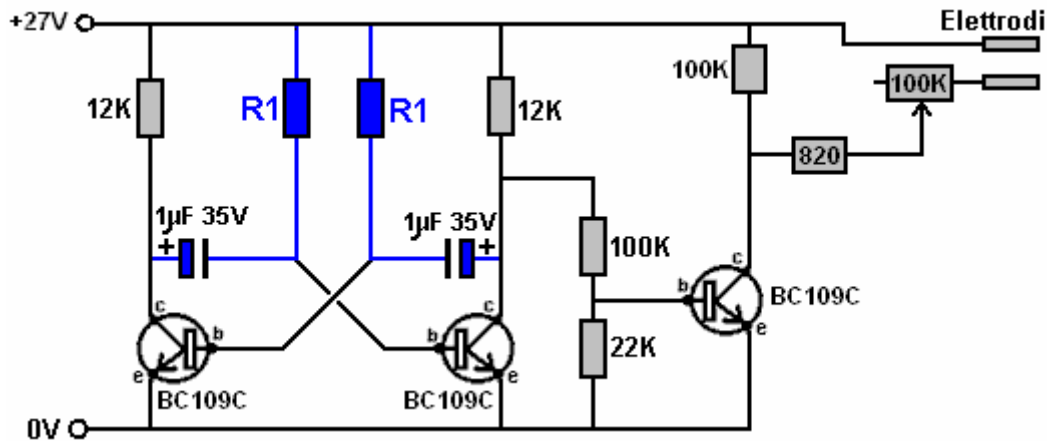 +27V
Elettrodi
12K
R1
R1
12K
100K
100K
820
1µF 35V
+
1µF 35V
+
100K
22K
c
b
e
BC109C
c
b
e
BC109C
c
b
e
BC109C
0V